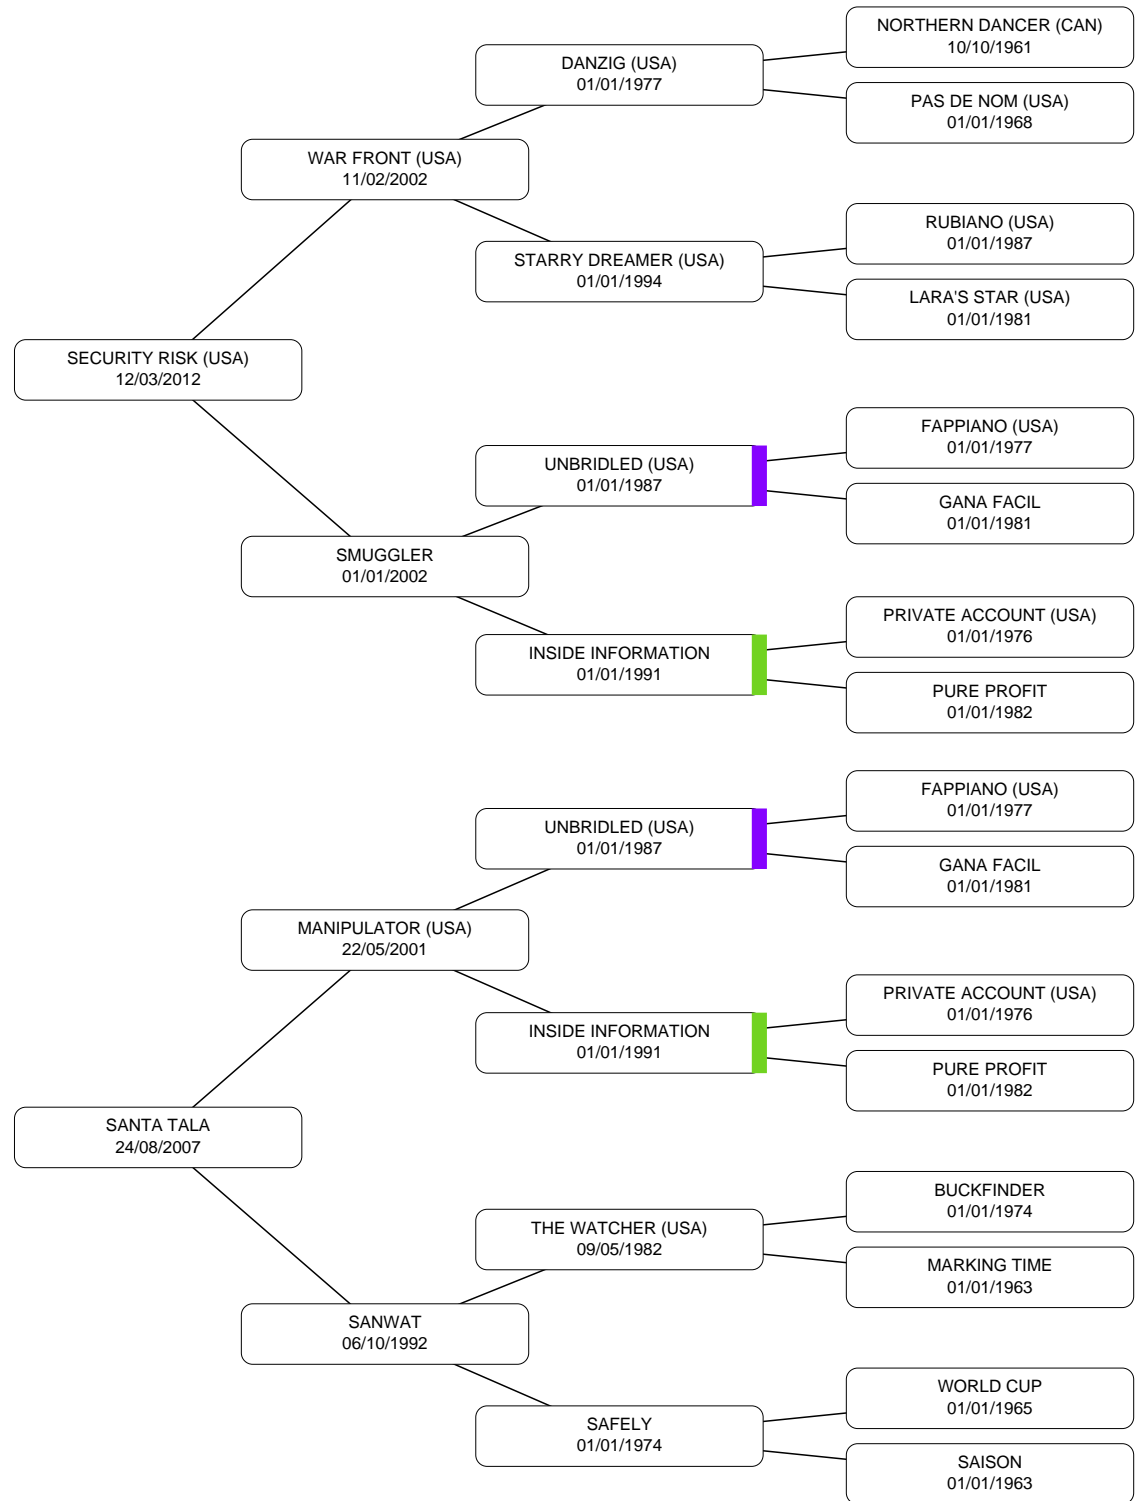 NORTHERN DANCER (CAN)
10/10/1961
DANZIG (USA)
01/01/1977
PAS DE NOM (USA)
01/01/1968
WAR FRONT (USA)
11/02/2002
RUBIANO (USA)
01/01/1987
STARRY DREAMER (USA)
01/01/1994
LARA'S STAR (USA)
01/01/1981
SECURITY RISK (USA)
12/03/2012
FAPPIANO (USA)
01/01/1977
UNBRIDLED (USA)
01/01/1987
GANA FACIL
01/01/1981
SMUGGLER
01/01/2002
PRIVATE ACCOUNT (USA)
01/01/1976
INSIDE INFORMATION
01/01/1991
PURE PROFIT
01/01/1982
FAPPIANO (USA)
01/01/1977
UNBRIDLED (USA)
01/01/1987
GANA FACIL
01/01/1981
MANIPULATOR (USA)
22/05/2001
PRIVATE ACCOUNT (USA)
01/01/1976
INSIDE INFORMATION
01/01/1991
PURE PROFIT
01/01/1982
SANTA TALA
24/08/2007
BUCKFINDER
01/01/1974
THE WATCHER (USA)
09/05/1982
MARKING TIME
01/01/1963
SANWAT
06/10/1992
WORLD CUP
01/01/1965
SAFELY
01/01/1974
SAISON
01/01/1963